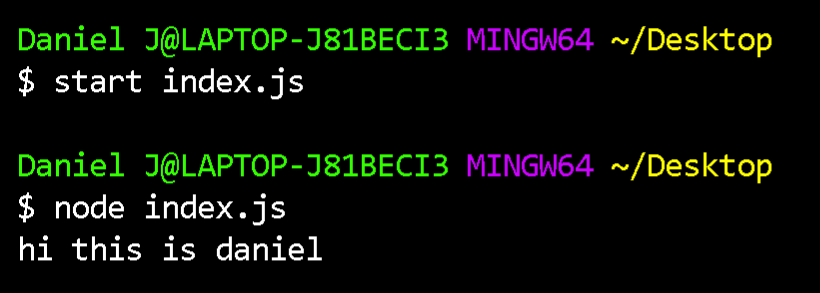 Daniel J@LAPTOP-J81BECI3 MINGW64 ~/Desktop
$ start index.js
Daniel J@LAPTOP-J81BECI3 MINGW64 ~/Desktop
$ node index.js
hi this is daniel